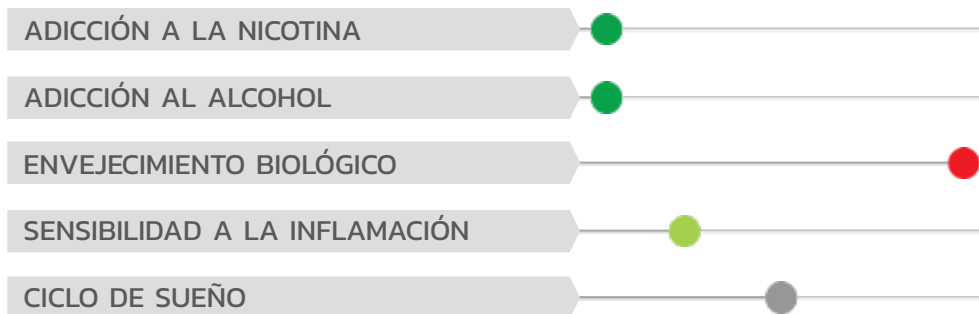 ADICCIÓN A LA NICOTINA
ADICCIÓN AL ALCOHOL
ENVEJECIMIENTO BIOLÓGICO
SENSIBILIDAD A LA INFLAMACIÓN
CICLO DE SUEÑO